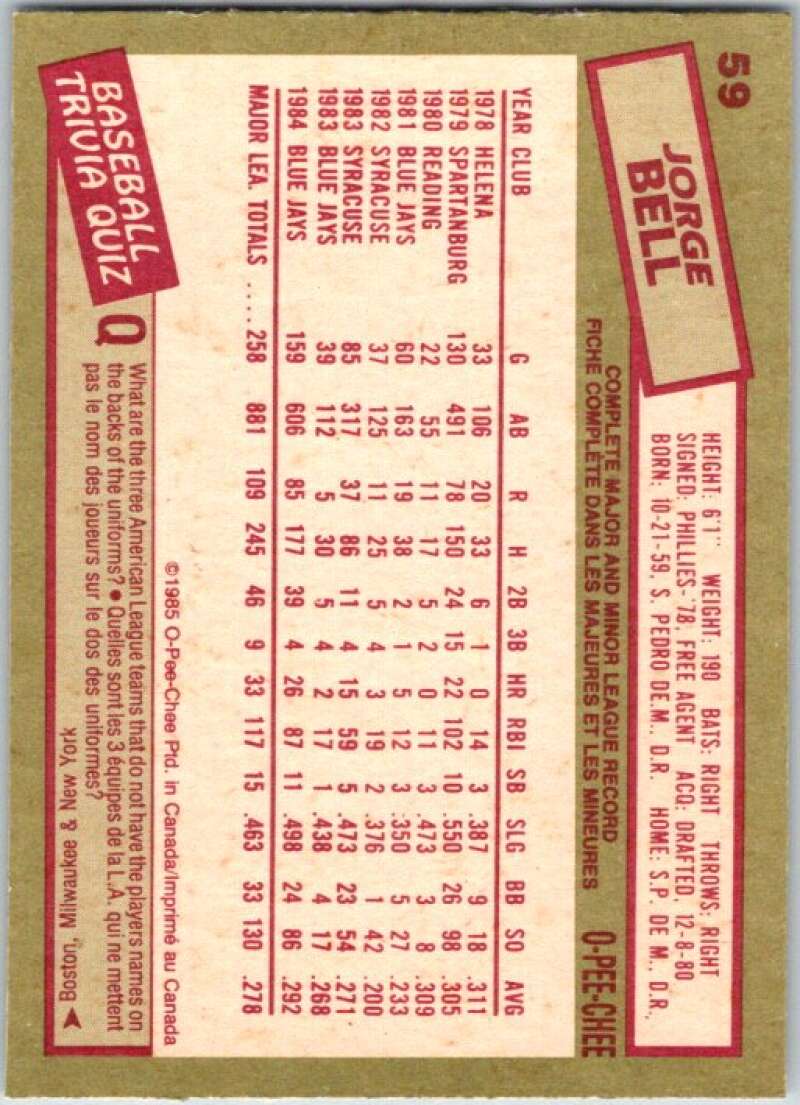 59
JORGE
BELL
HEIGHT: 6'1" WEIGHT: 190 BATS: RIGHT THROWS: RIGHT
SIGNED: PHILLIES-'78, FREE AGENT ACQ: DRAFTED, 12-8-80
BORN: 10-21-59, S. PEDRO DE.M., D.R. HOME: S.P. DE M., D.R.
COMPLETE MAJOR AND MINOR LEAGUE RECORD
FICHE COMPLÈTE DANS LES MAJEURES ET LES MINEURES
O-PEE-CHEE
YEAR CLUB G AB R H 2B 3B HR RBI SB SLG BB SO AVG
1978 HELENA 33 106 20 33 6 1 0 14 3 .387 9 18 .311
1979 SPARTANBURG 130 491 78 150 24 15 22 102 10 .550 26 98 .305
1980 READING 22 55 11 17 5 2 0 11 3 .473 3 8 .309
1981 BLUE JAYS 60 163 19 38 2 1 5 12 3 .350 5 27 .233
1982 SYRACUSE 37 125 11 25 5 4 3 19 2 .376 1 42 .200
1983 SYRACUSE 85 317 37 86 11 4 15 59 5 .473 23 54 .271
1983 BLUE JAYS 39 112 5 30 5 4 2 17 1 .438 4 17 .268
1984 BLUE JAYS 159 606 85 177 39 4 26 87 11 .498 24 86 .292
MAJOR LEA. TOTALS .... 258 881 109 245 46 9 33 117 15 .463 33 130 .278
©1985 O-Pee-Chee Ptd. in Canada/Imprimé au Canada
BASEBALL
TRIVIA QUIZ
Q
What are the three American League teams that do not have the players names on
the backs of the uniforms? • Quelles sont les 3 équipes de la L.A. qui ne mettent
pas le nom des joueurs sur le dos des uniformes?
Boston, Milwaukee & New York